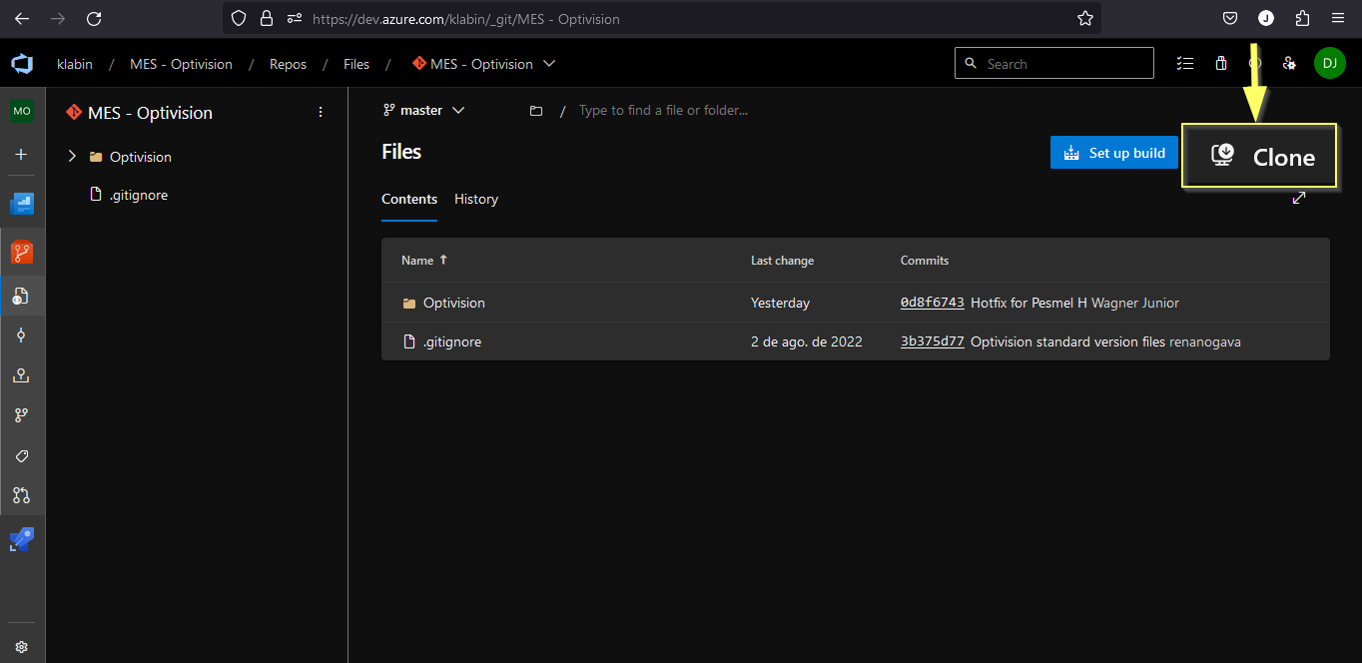 https://dev.azure.com/klabin/_git/MES - Optivision
klabin / MES - Optivision / Repos / Files / MES - Optivision
Search
DJ
MO
MES - Optivision
Optivision
.gitignore
master
/ Type to find a file or folder...
Files
Set up build
Clone
Contents History
Name Last change Commits
Optivision Yesterday 0d8f6743 Hotfix for Pesmel H Wagner Junior
.gitignore 2 de ago. de 2022 3b375d77 Optivision standard version files renanogava